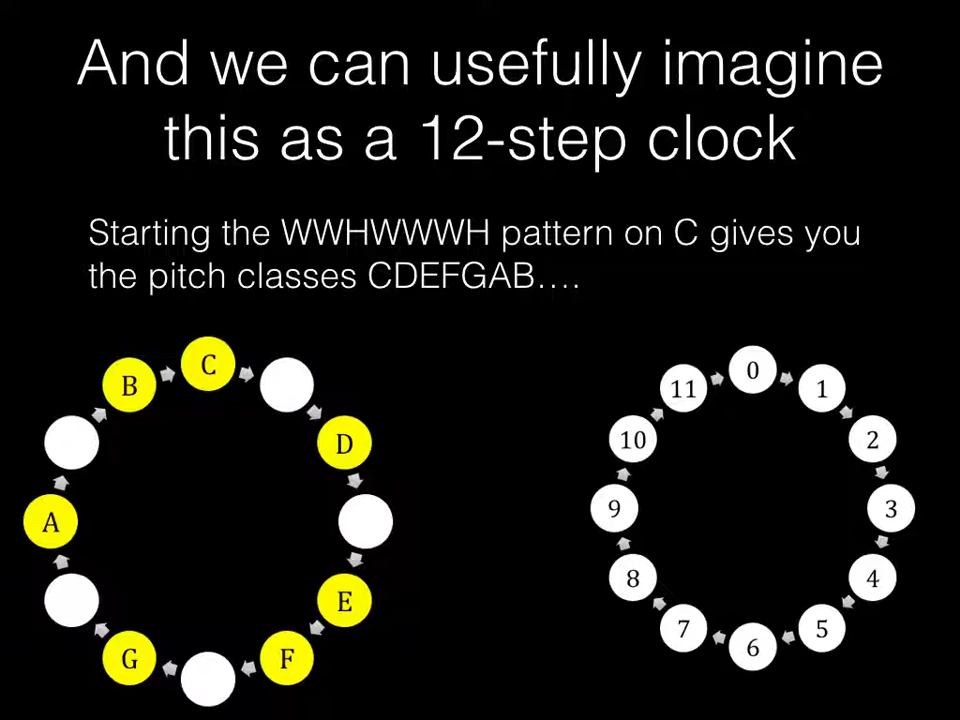 And we can usefully imagine
this as a 12-step clock
Starting the WWHWWWH pattern on C gives you
the pitch classes CDEFGAB….
C
D
E
F
G
A
B
0
1
2
3
4
5
6
7
8
9
10
11